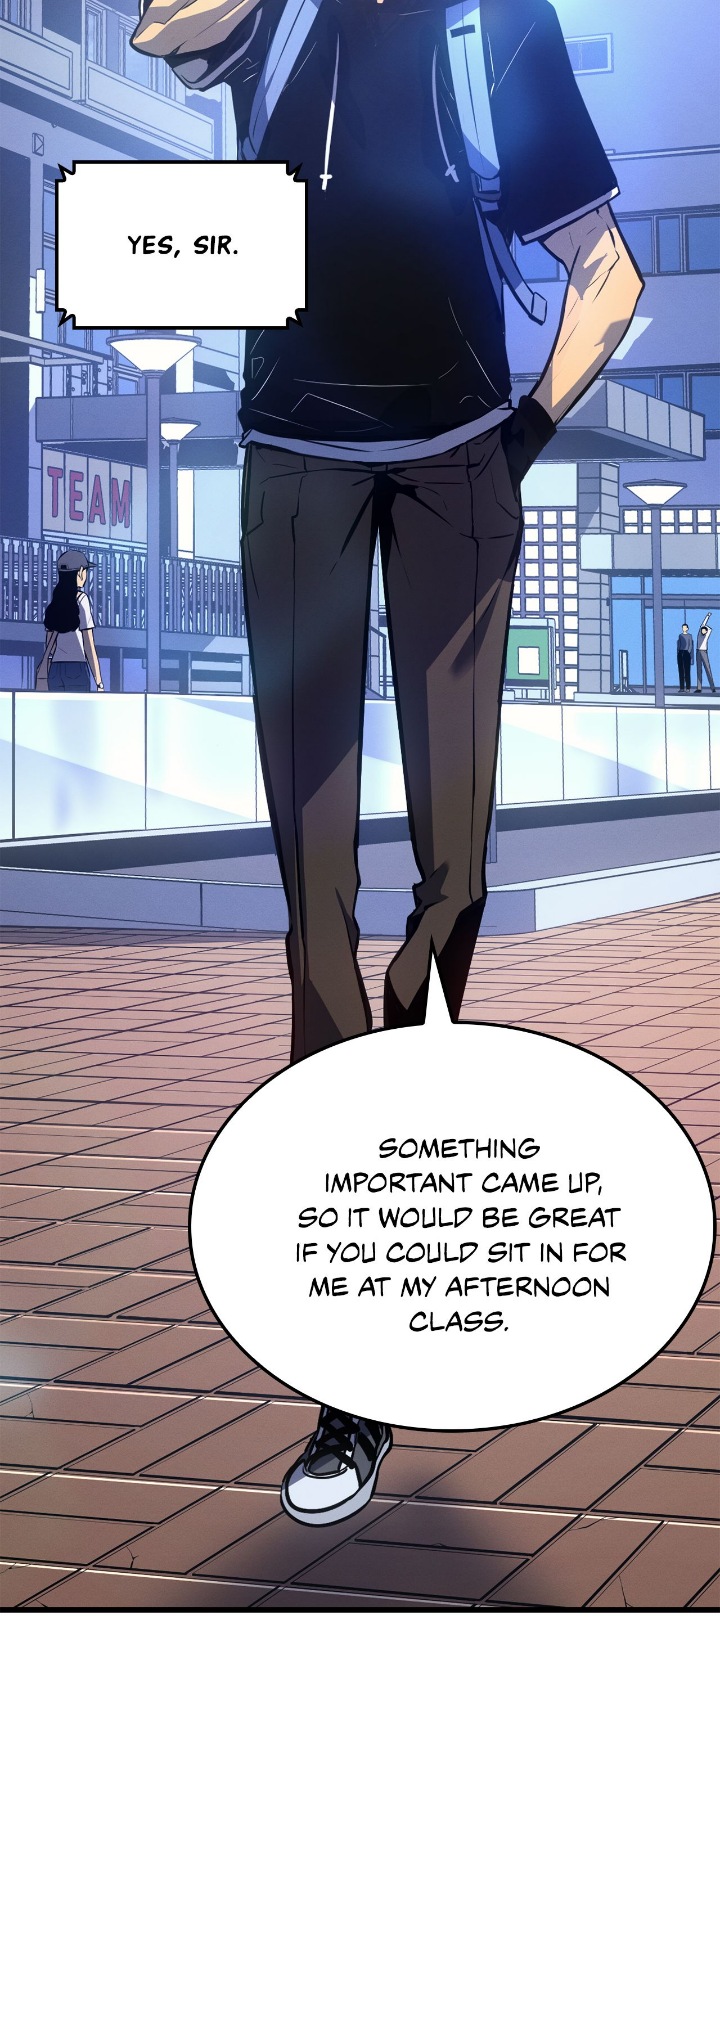 YES, SIR.
TEAM
SOMETHING
IMPORTANT CAME UP,
SO IT WOULD BE GREAT
IF YOU COULD SIT IN FOR
ME AT MY AFTERNOON
CLASS.